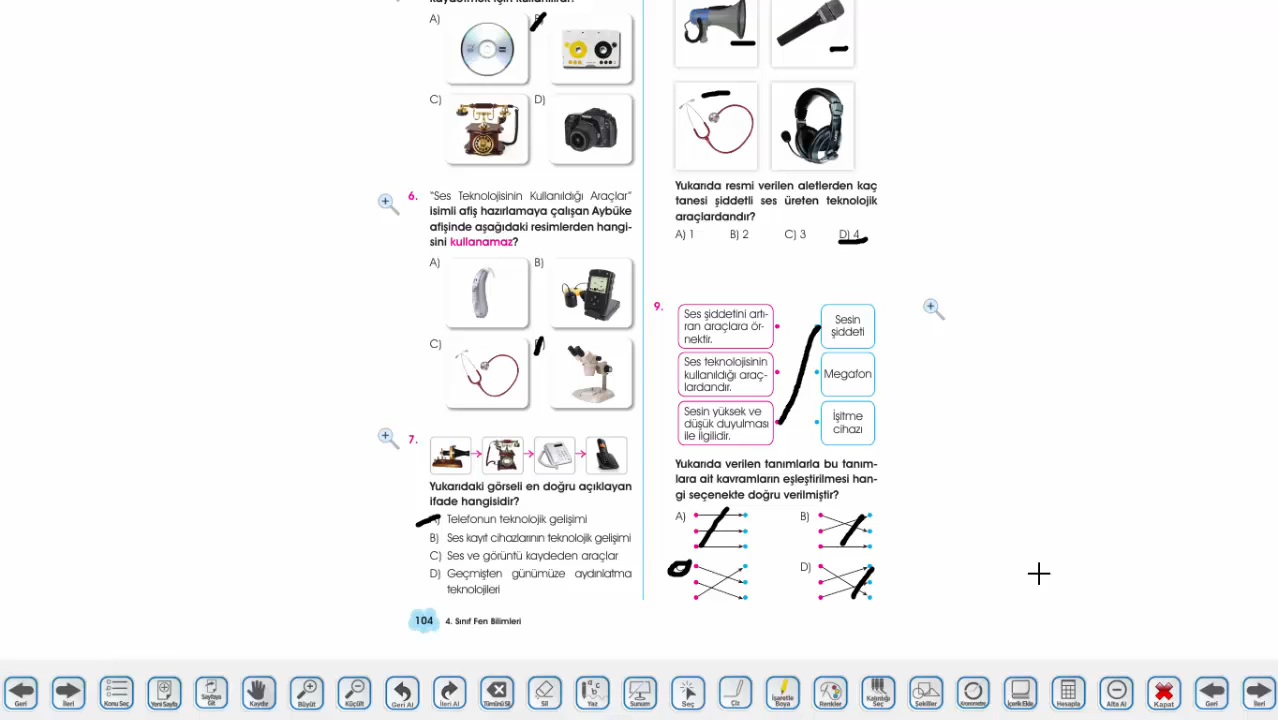 kaydetmek için kullanılır?
A)
C)
D)
6. "Ses Teknolojisinin Kullanıldığı Araçlar"
isimli afiş hazırlamaya çalışan Aybüke
afişinde aşağıdaki resimlerden hangi-
sini kullanamaz?
A)
B)
C)
7.
Yukarıdaki görseli en doğru açıklayan
ifade hangisidir?
Telefonun teknolojik gelişimi
B) Ses kayıt cihazlarının teknolojik gelişimi
C) Ses ve görüntü kaydeden araçlar
D) Geçmişten günümüze aydınlatma
teknolojileri
104 4. Sınıf Fen Bilimleri
Yukarıda resmi verilen aletlerden kaç
tanesi şiddetli ses üreten teknolojik
araçlardandır?
A) 1 B) 2 C) 3 D) 4
9.
Ses şiddetini artı-
ran araçlara ör-
nektir.
Sesin
şiddeti
Ses teknolojisinin
kullanıldığı araç-
lardandır.
Megafon
Sesin yüksek ve
düşük duyulması
ile ilgilidir.
İşitme
cihazı
Yukarıda verilen tanımlarla bu tanım-
lara ait kavramların eşleştirilmesi han-
gi seçenekte doğru verilmiştir?
A)
B)
D)
Geri
İleri
Konu Seç
Yeni Sayfa
Sayfaya Git
Kaydır
Büyüt
Küçült
Geri Al
İleri Al
Tümünü Sil
Sil
Yaz
Sunum
Seç
Çiz
İşaretle Boya
Renkler
Kalınlığı Seç
Şekiller
Kronometre
İçerik Ekle
Hesapla
Alta Al
Kapat
Geri
İleri